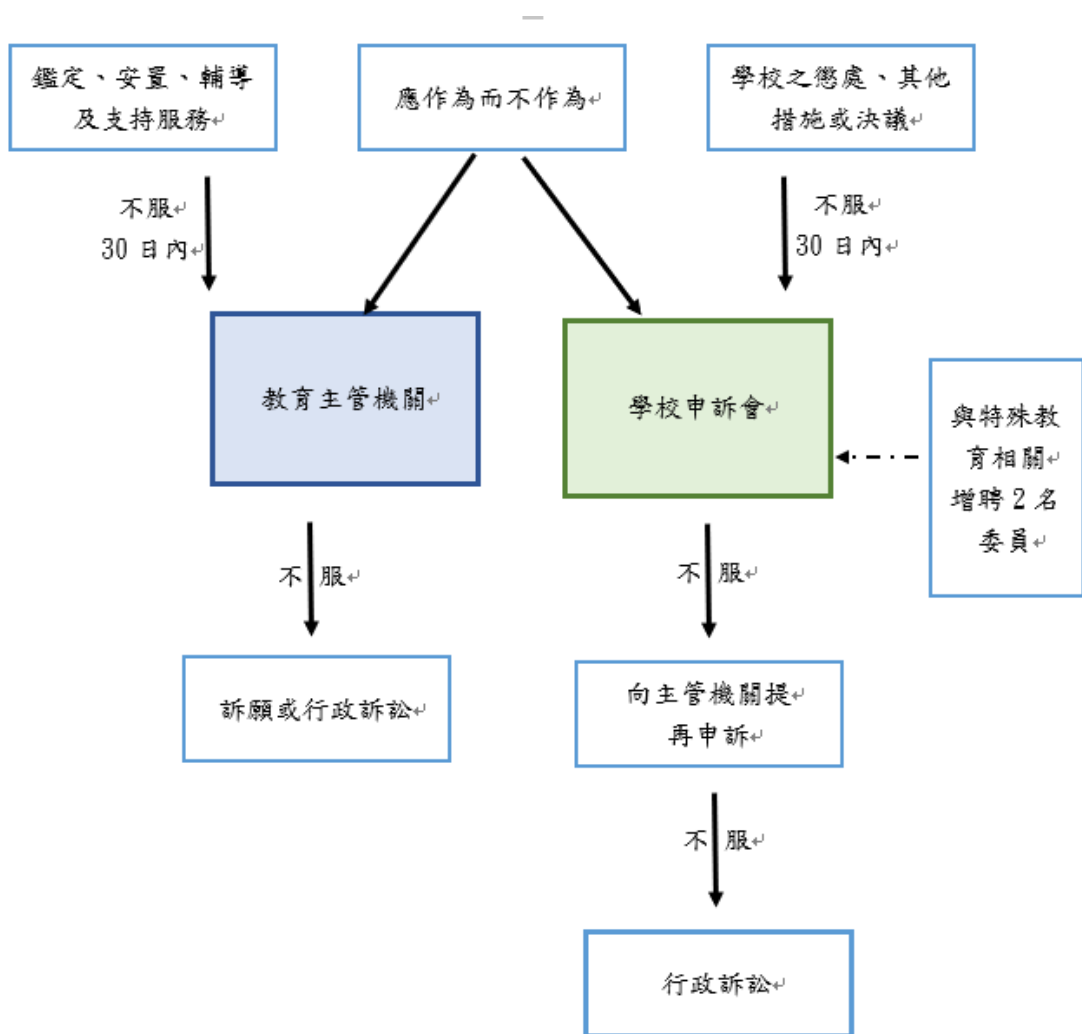 鑑定、安置、輔導
及支持服務↵
應作為而不作為↵
學校之懲處、其他
措施或決議↵
不服↵
30 日內↵
不服↵
30 日內↵
教育主管機關↵
學校申訴會↵
與特殊教
育相關↵
增聘 2 名
委員↵
不 服↵
不 服↵
訴願或行政訴訟↵
向主管機關提
再申訴↵
不 服↵
行政訴訟↵